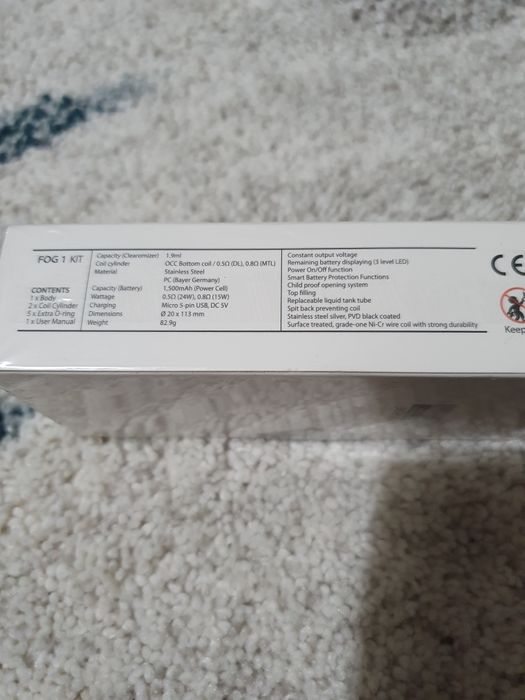 FOG 1 KIT
CONTENTS
1 x Body
2 x Coil Cylinder
5 x Extra O-ring
1 x User Manual
Capacity (Clearomizer) 1.9ml
Coil cylinder OCC Bottom coil / 0.5Ω (DL), 0.8Ω (MTL)
Material Stainless Steel
PC (Bayer Germany)
Capacity (Battery) 1,500mAh (Power Cell)
Wattage 0.5Ω (24W), 0.8Ω (15W)
Charging Micro 5-pin USB, DC 5V
Dimensions Ø 20 x 113 mm
Weight 82.9g
Constant output voltage
Remaining battery displaying (3 level LED)
Power On/Off function
Smart Battery Protection Functions
Child proof opening system
Top filling
Replaceable liquid tank tube
Spit back preventing coil
Stainless steel silver, PVD black coated
Surface treated, grade-one Ni-Cr wire coil with strong durability
CE
Keep